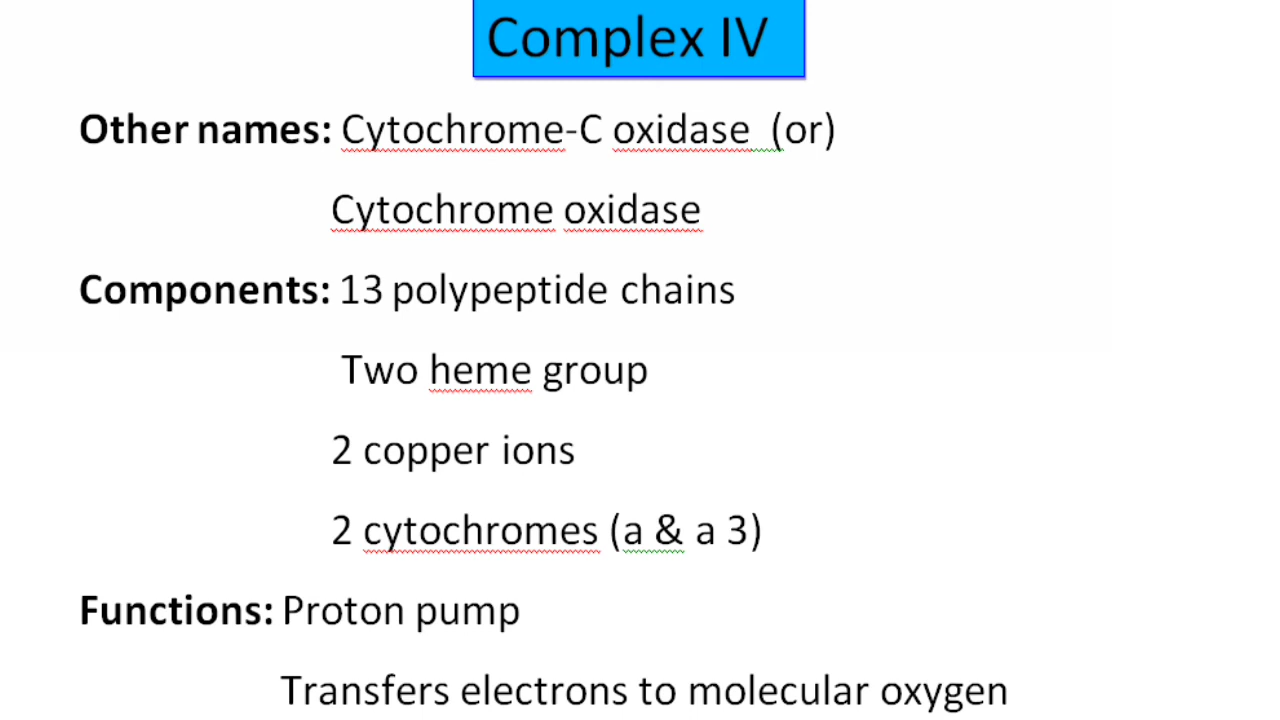 Complex IV
Other names: Cytochrome-C oxidase (or)
Cytochrome oxidase
Components: 13 polypeptide chains
Two heme group
2 copper ions
2 cytochromes (a & a 3)
Functions: Proton pump
Transfers electrons to molecular oxygen